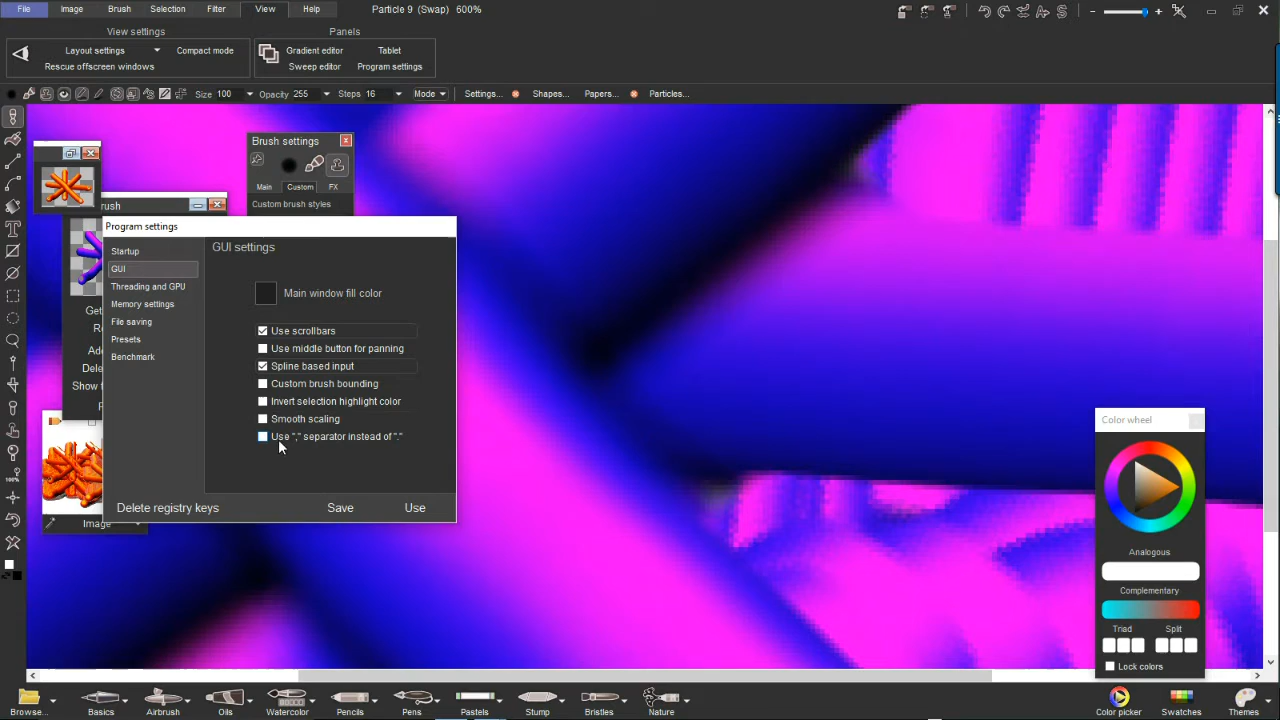 File Image Brush Selection Filter View Help Particle 9 (Swap) 600%
View settings Panels
Layout settings Compact mode Gradient editor Tablet
Rescue offscreen windows Sweep editor Program settings
Size 100 Opacity 255 Steps 16 Mode Settings... Shapes... Papers... Particles...
Brush settings
Main Custom FX
Custom brush styles
Program settings
Startup
GUI
Threading and GPU
Memory settings
File saving
Presets
Benchmark
GUI settings
Main window fill color
Use scrollbars
Use middle button for panning
Spline based input
Custom brush bounding
Invert selection highlight color
Smooth scaling
Use "," separator instead of "."
Delete registry keys Save Use
Image
100%
Color wheel
Analogous
Complementary
Triad Split
Lock colors
Browse... Basics Airbrush Oils Watercolor Pencils Pens Pastels Stump Bristles Nature Color picker Swatches Themes